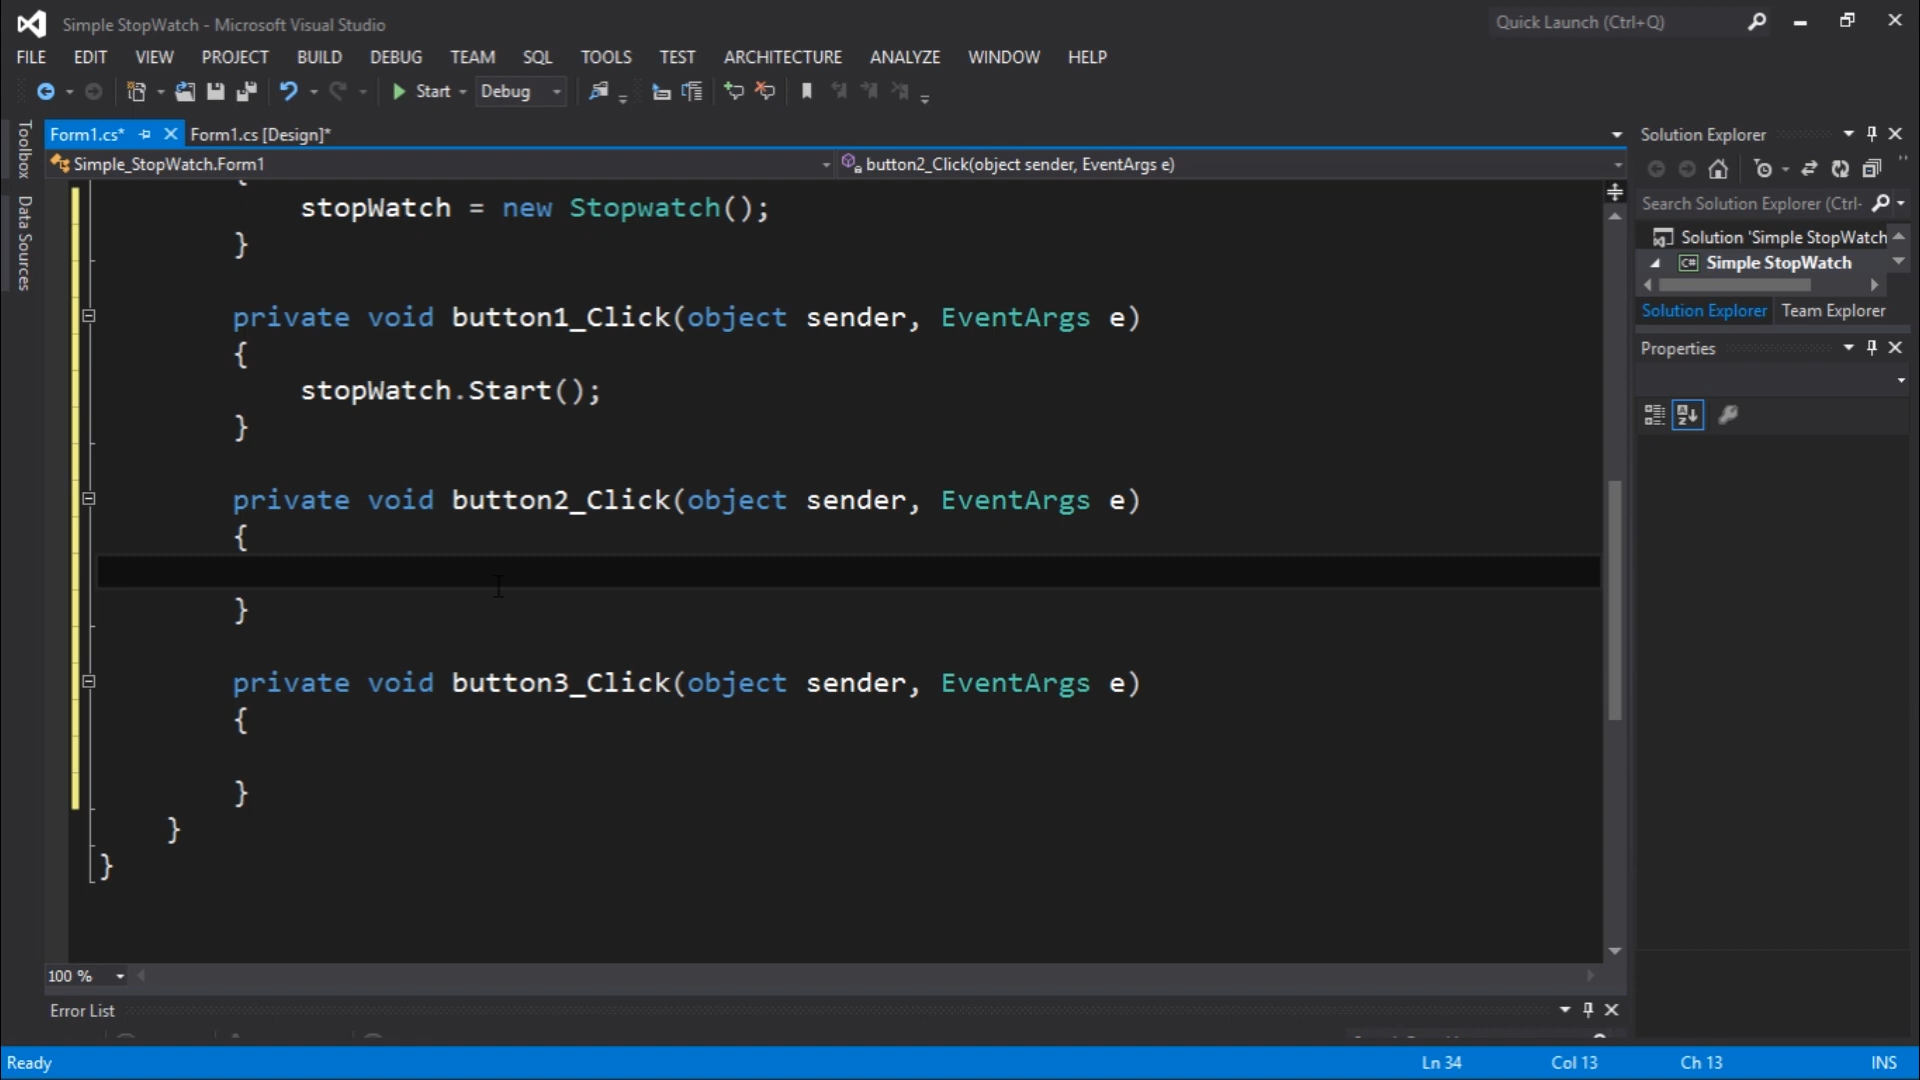 Simple StopWatch - Microsoft Visual Studio
Quick Launch (Ctrl+Q)
FILE EDIT VIEW PROJECT BUILD DEBUG TEAM SQL TOOLS TEST ARCHITECTURE ANALYZE WINDOW HELP
Start Debug
Toolbox
Data Sources
Form1.cs* Form1.cs [Design]*
Simple_StopWatch.Form1 button2_Click(object sender, EventArgs e)
{
stopWatch = new Stopwatch();
}
private void button1_Click(object sender, EventArgs e)
{
stopWatch.Start();
}
private void button2_Click(object sender, EventArgs e)
{
}
private void button3_Click(object sender, EventArgs e)
{
}
}
}
100 %
Error List
Solution Explorer
Search Solution Explorer (Ctrl-
Solution 'Simple StopWatch
C# Simple StopWatch
Solution Explorer Team Explorer
Properties
Ready Ln 34 Col 13 Ch 13 INS